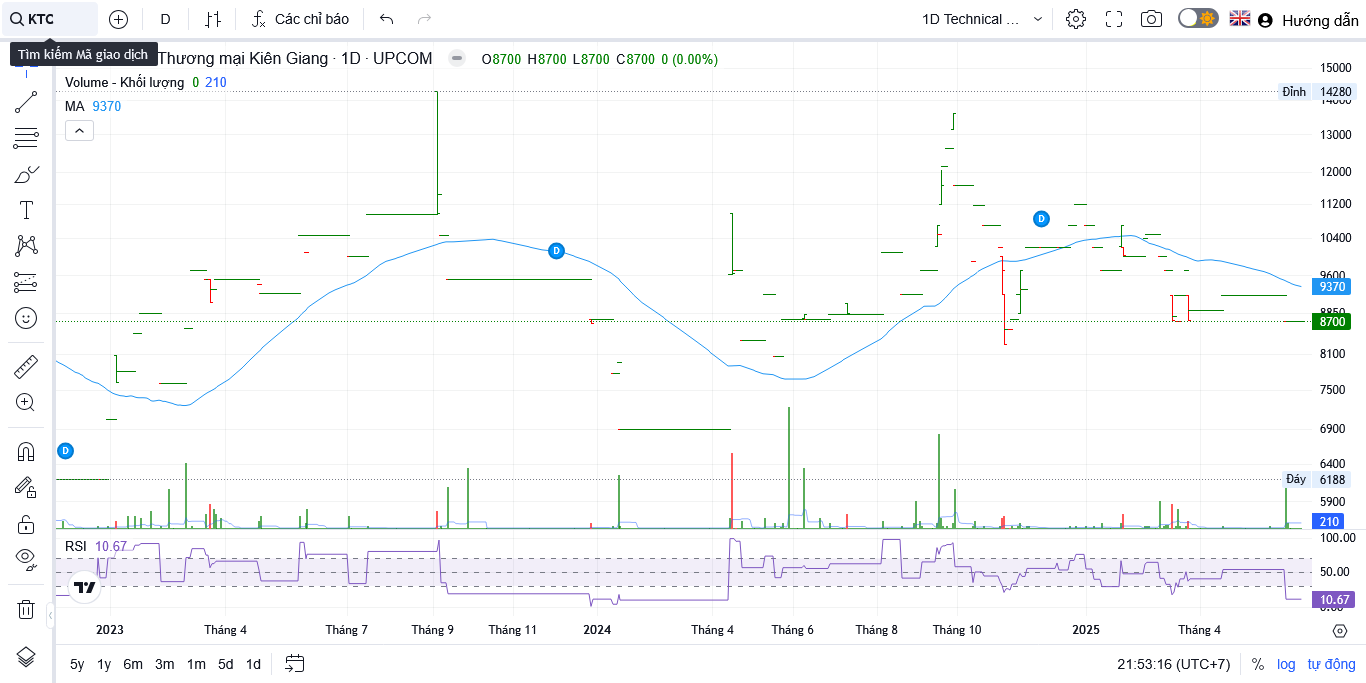 KTC D Các chỉ báo 1D Technical ... Hướng dẫn
Tìm kiếm Mã giao dịch Thương mại Kiên Giang · 1D · UPCOM O8700 H8700 L8700 C8700 0 (0.00%)
Volume - Khối lượng 0 210
MA 9370
15000
Đỉnh 14280
14000
13000
12000
11200
10400
9600
9370
8850
8700
8100
7500
6900
6400
Đáy 6188
5900
210
D
D
D
RSI 10.67
100.00
50.00
10.67
0.00
2023 Tháng 4 Tháng 7 Tháng 9 Tháng 11 2024 Tháng 4 Tháng 6 Tháng 8 Tháng 10 2025 Tháng 4
5y 1y 6m 3m 1m 5d 1d 21:53:16 (UTC+7) % log tự động